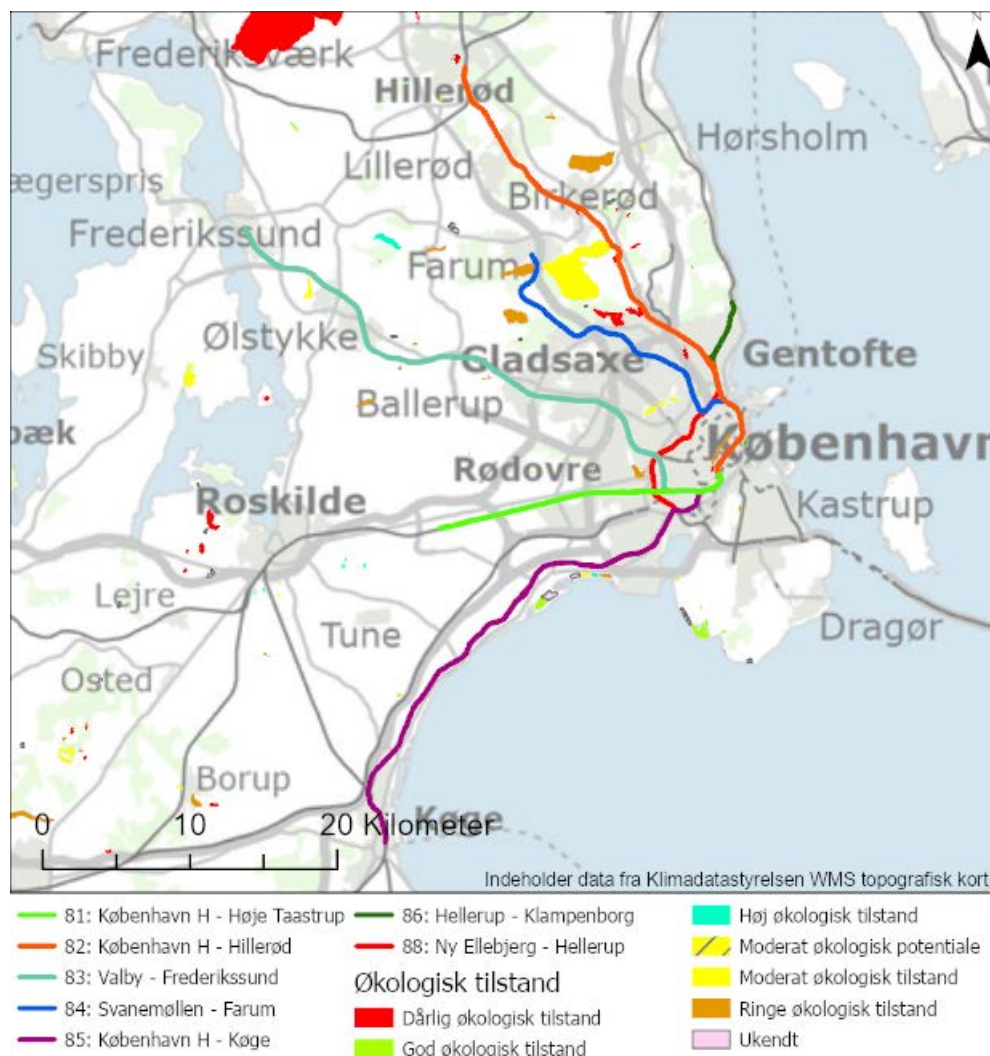 Frederiksværk
Hillerød
Hørsholm
Lillerød
ægerspris
Birkerød
Frederikssund
Farum
Ølstykke
Gentofte
Skibby
Gladsaxe
Ballerup
bæk
København
Rødovre
Roskilde
Kastrup
Lejre
Tune
Dragør
Osted
Borup
Køge
0 10 20 Kilometer
Indeholder data fra Klimadatastyrelsen WMS topografisk kort
81: København H - Høje Taastrup
82: København H - Hillerød
83: Valby - Frederikssund
84: Svanemøllen - Farum
85: København H - Køge
86: Hellerup - Klampenborg
88: Ny Ellebjerg - Hellerup
Økologisk tilstand
Dårlig økologisk tilstand
God økologisk tilstand
Høj økologisk tilstand
Moderat økologisk potentiale
Moderat økologisk tilstand
Ringe økologisk tilstand
Ukendt